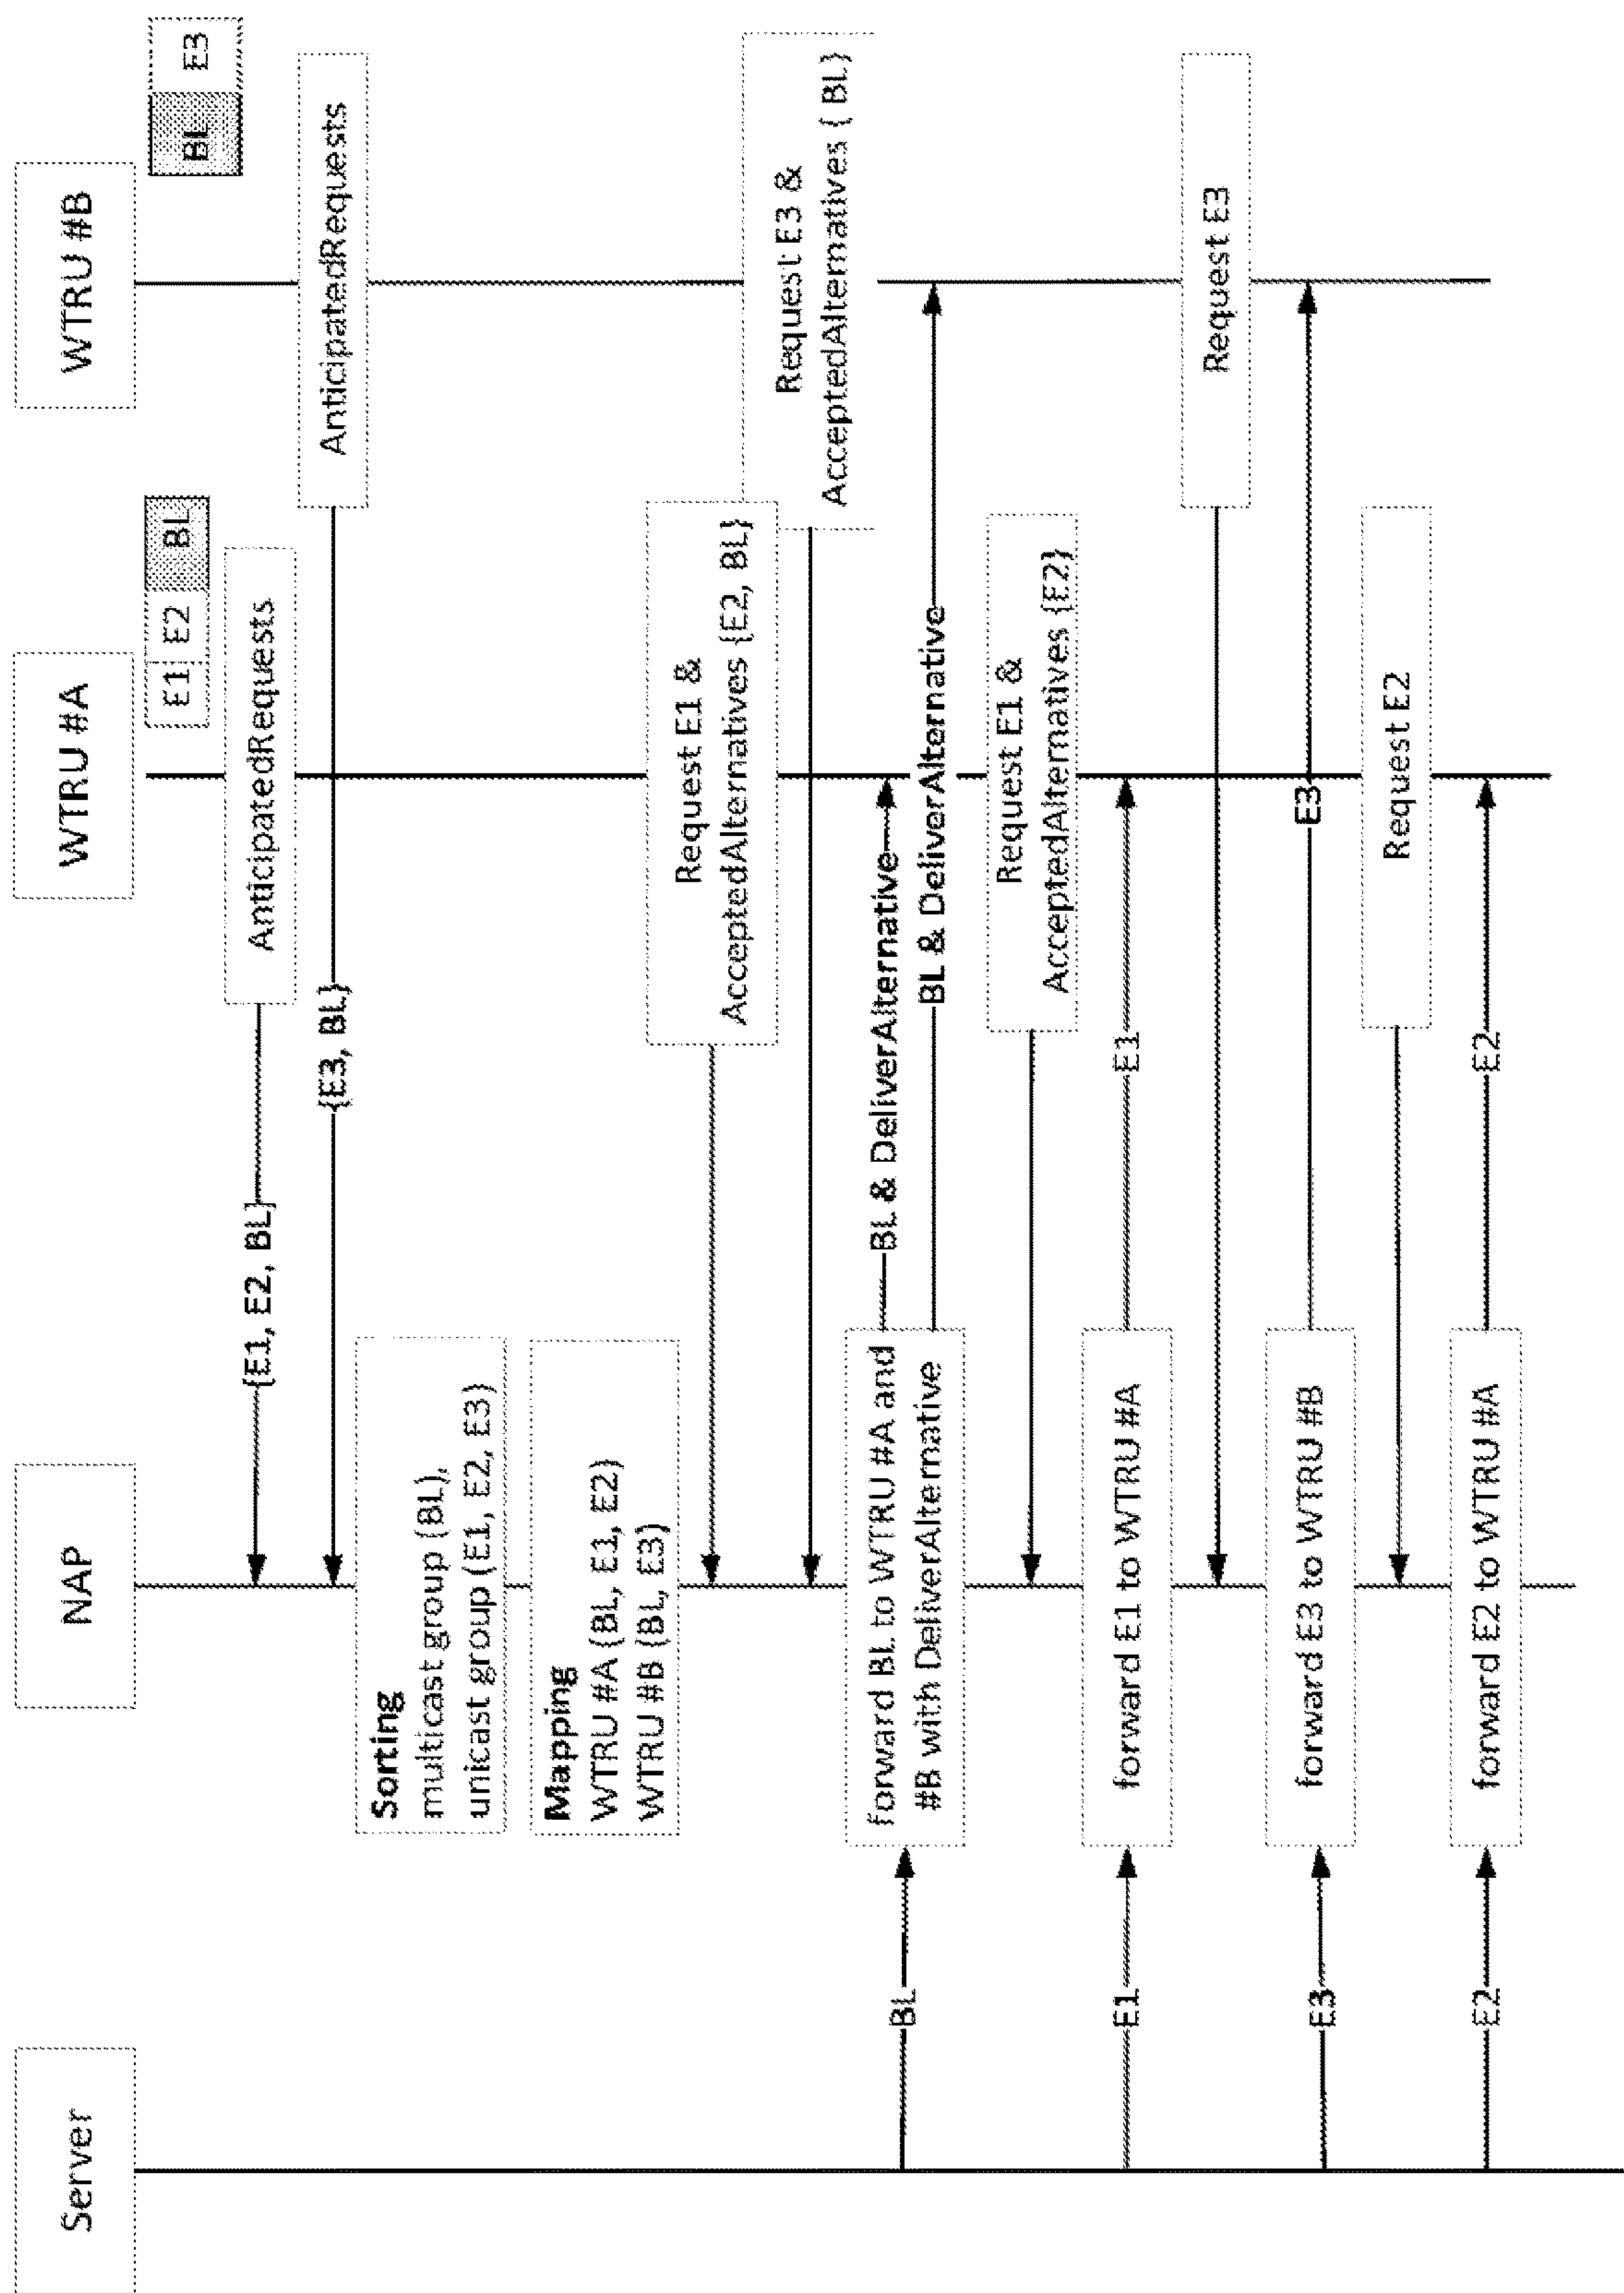 Server
NAP
WTRU #A
WTRU #B
E1 E2 BL
BL E3
AnticipatedRequests
{E1, E2, BL}
AnticipatedRequests
{E3, BL}
Sorting
multicast group (BL),
unicast group (E1, E2, E3)
Mapping
WTRU #A (BL, E1, E2)
WTRU #B (BL, E3)
Request E1 &
AcceptedAlternatives {E2, BL}
Request E3 &
AcceptedAlternatives { BL}
BL
forward BL to WTRU #A and
#B with DeliverAlternative
BL & DeliverAlternative
BL & DeliverAlternative
Request E1 &
AcceptedAlternatives {E2}
E1
forward E1 to WTRU #A
E1
Request E3
E3
forward E3 to WTRU #B
E3
Request E2
E2
forward E2 to WTRU #A
E2